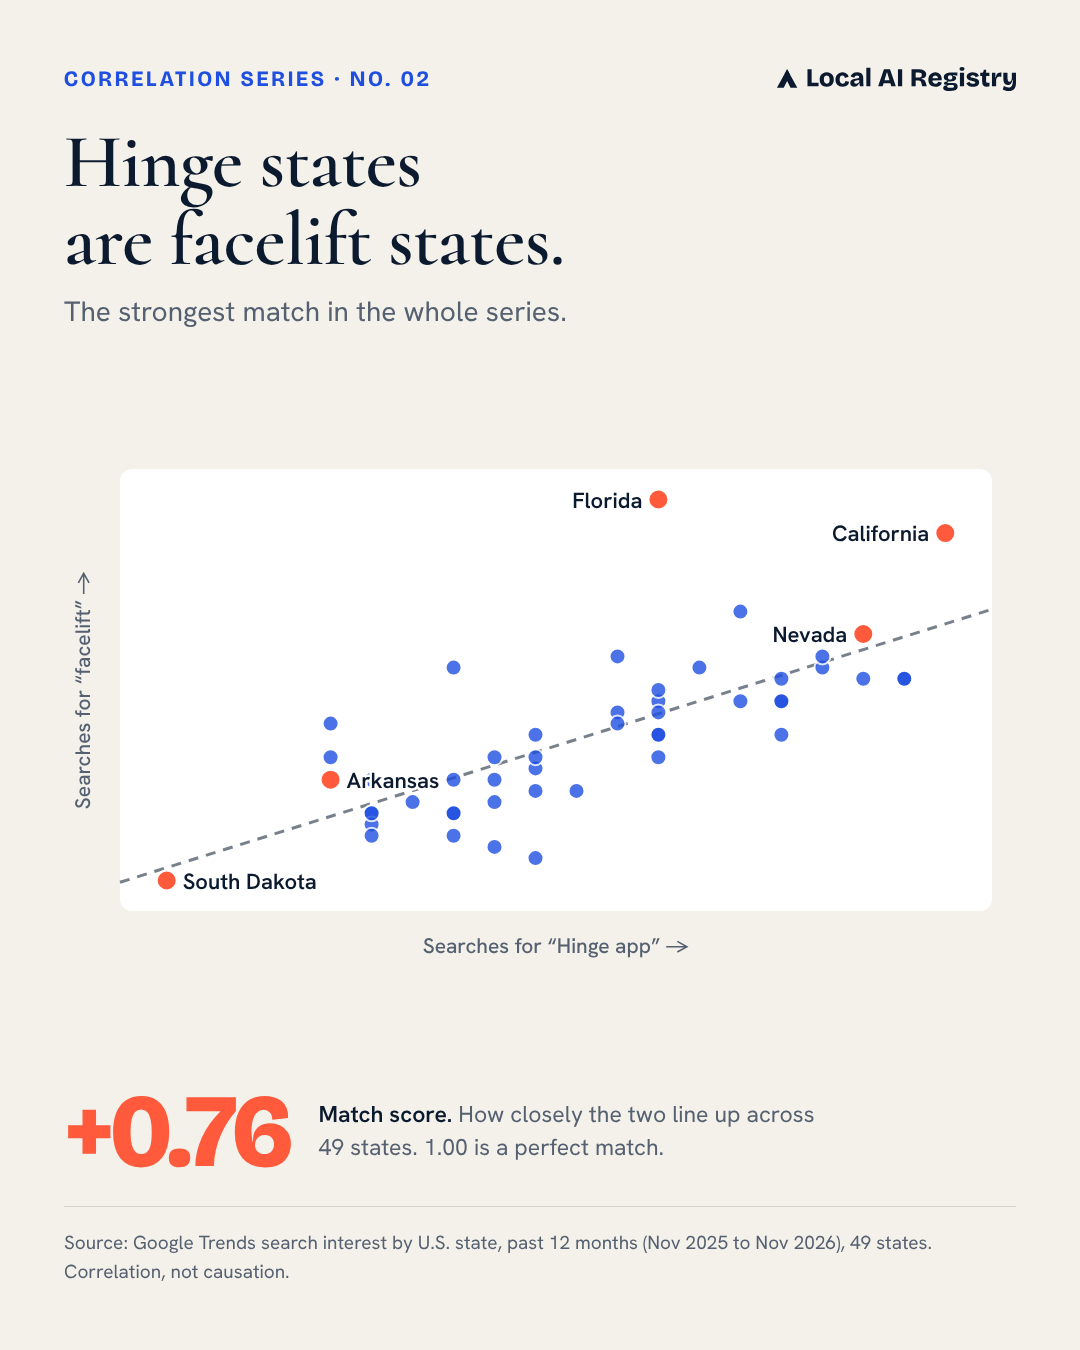 CORRELATION SERIES · NO. 02
Local AI Registry
Hinge states
are facelift states.
The strongest match in the whole series.
Florida
California
Nevada
Arkansas
South Dakota
Searches for “facelift” →
Searches for “Hinge app” →
+0.76
Match score. How closely the two line up across
49 states. 1.00 is a perfect match.
Source: Google Trends search interest by U.S. state, past 12 months (Nov 2025 to Nov 2026), 49 states.
Correlation, not causation.